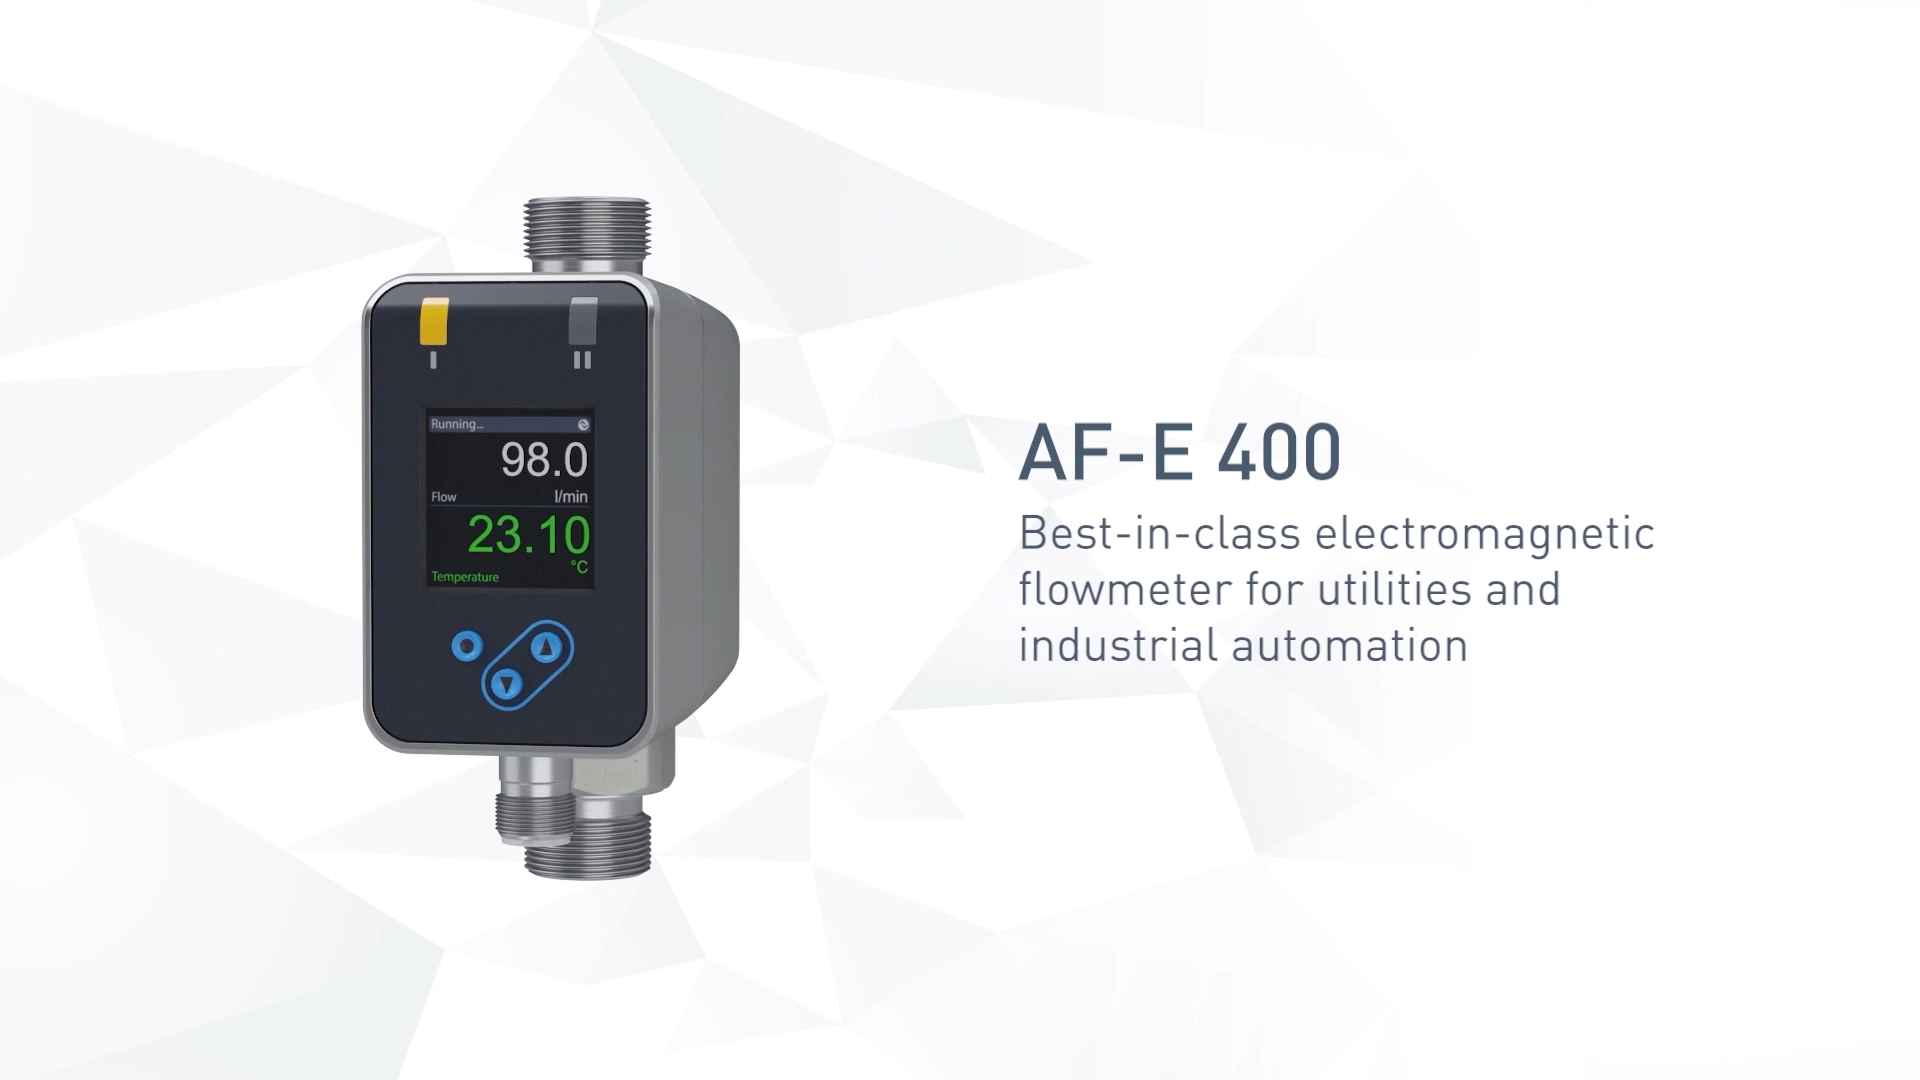 I
II
Running...
98.0
Flow
l/min
23.10
°C
Temperature
AF-E 400
Best-in-class electromagnetic
flowmeter for utilities and
industrial automation